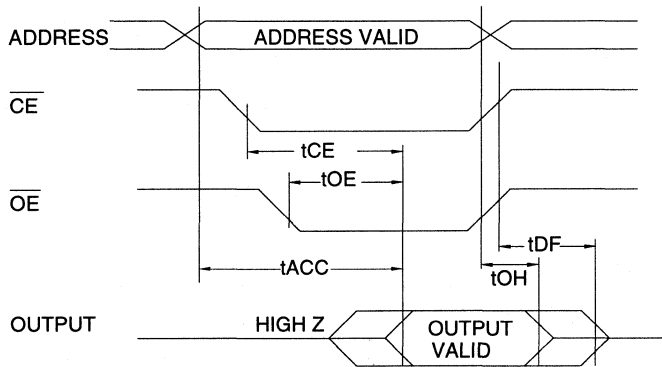 ADDRESS
ADDRESS VALID
CE
tCE
tOE
OE
tDF
tACC
tOH
OUTPUT
HIGH Z
OUTPUT
VALID